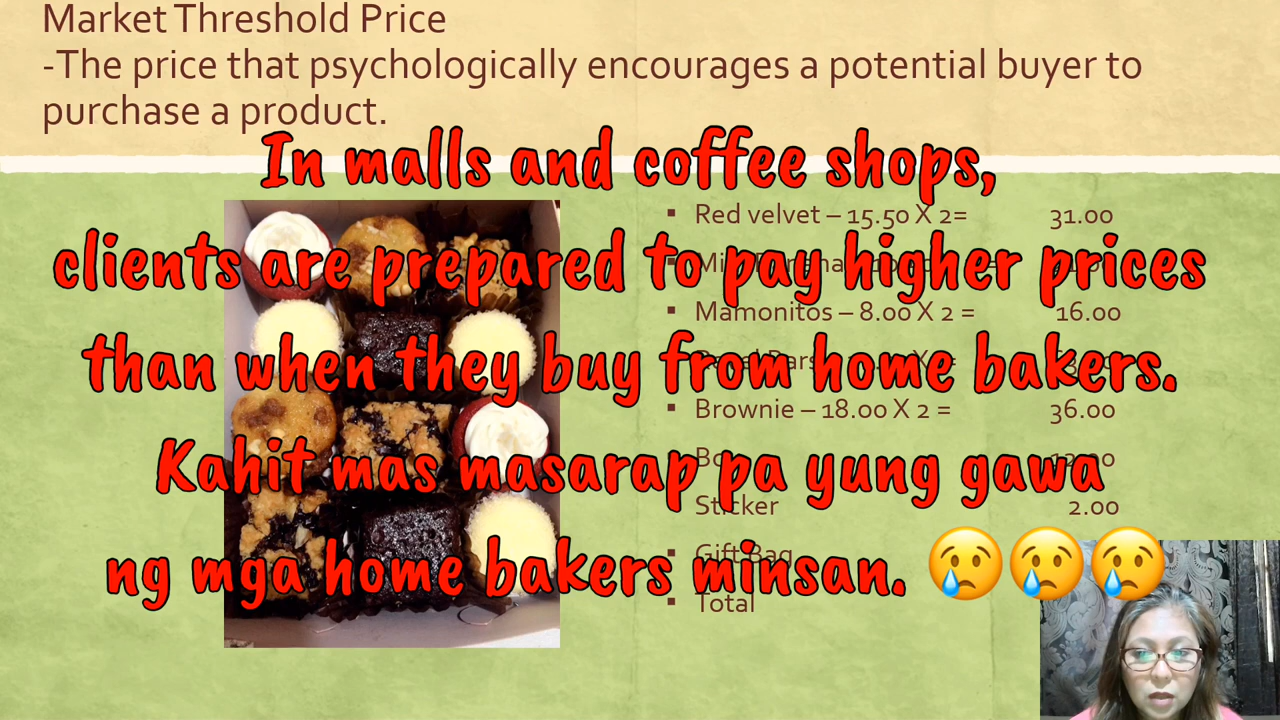 Market Threshold Price
-The price that psychologically encourages a potential buyer to
purchase a product.
In malls and coffee shops,
clients are prepared to pay higher prices
than when they buy from home bakers.
Kahit mas masarap pa yung gawa
ng mga home bakers minsan. 😢😢😢
▪ Red velvet – 15.50 X 2= 31.00
▪ Mamonitos – 8.00 X 2 = 16.00
▪ Brownie – 18.00 X 2 = 36.00
Sticker 2.00
▪ Gift Bag
▪ Total